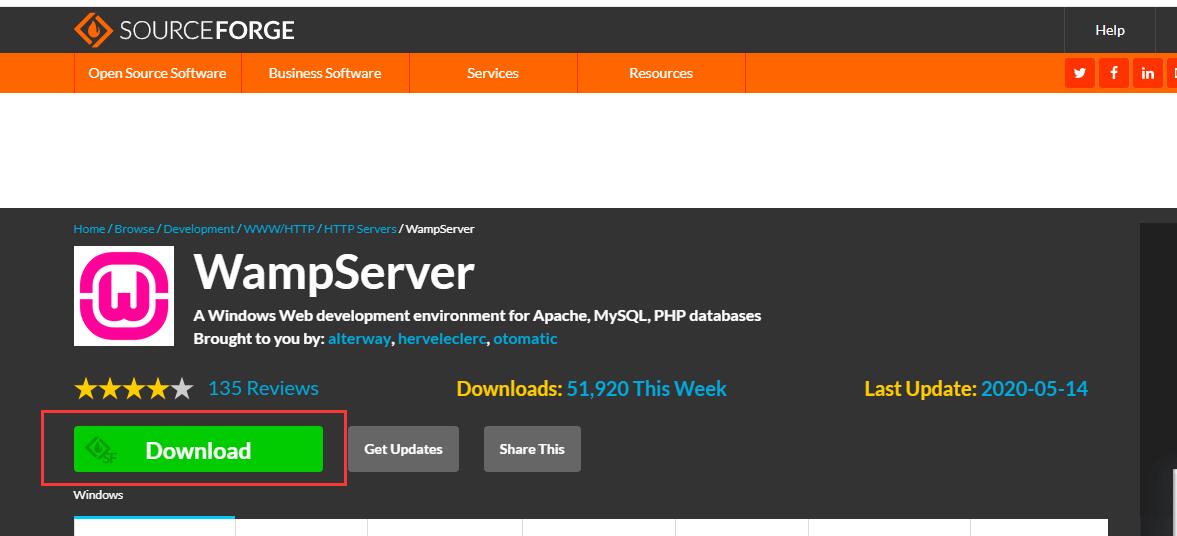 SOURCEFORGE
Help
Open Source Software Business Software Services Resources
Home / Browse / Development / WWW/HTTP / HTTP Servers / WampServer
WampServer
A Windows Web development environment for Apache, MySQL, PHP databases
Brought to you by: alterway, herveleclerc, otomatic
135 Reviews Downloads: 51,920 This Week Last Update: 2020-05-14
SF Download Get Updates Share This
Windows